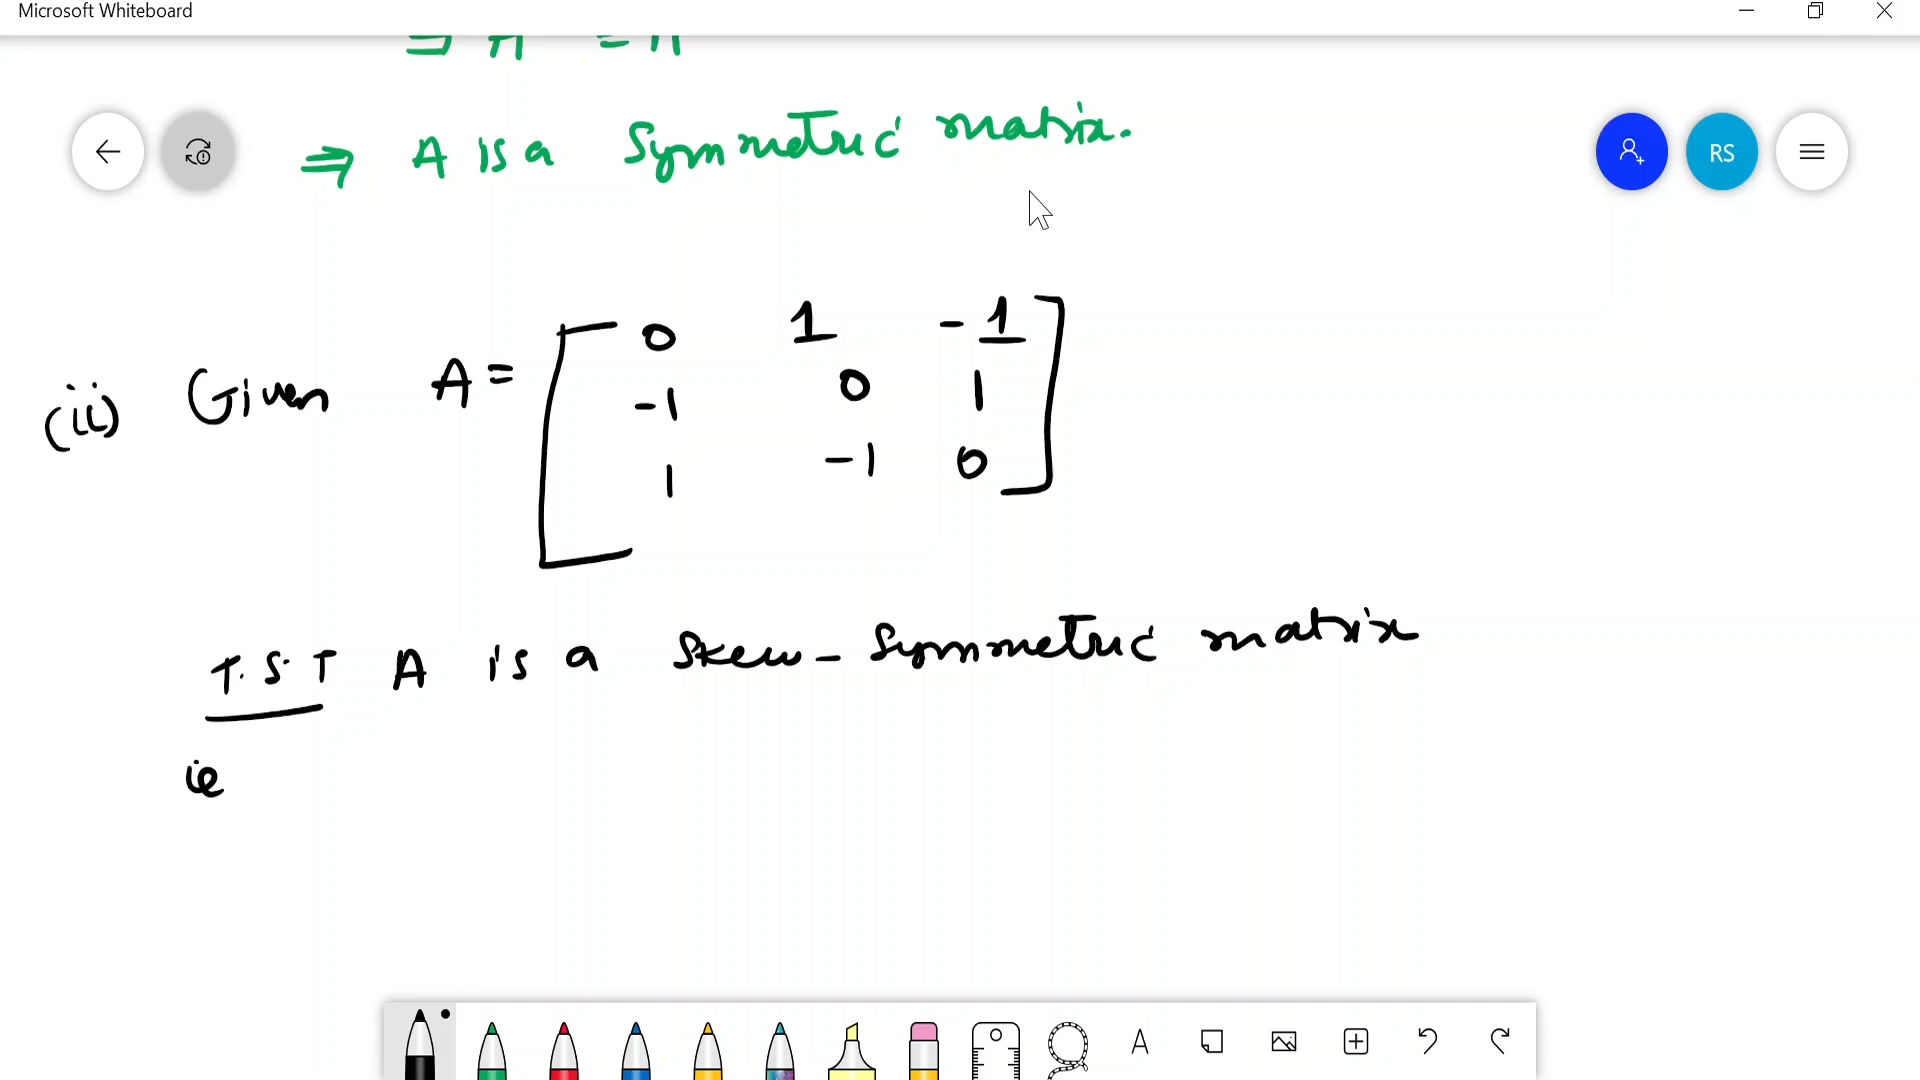 Microsoft Whiteboard
⇒ A is a Symmetric matrix.
RS
(ii) Given A = [ 0 1 -1
-1 0 1
1 -1 0 ]
T.S.T A is a Skew-Symmetric matrix
ie
A